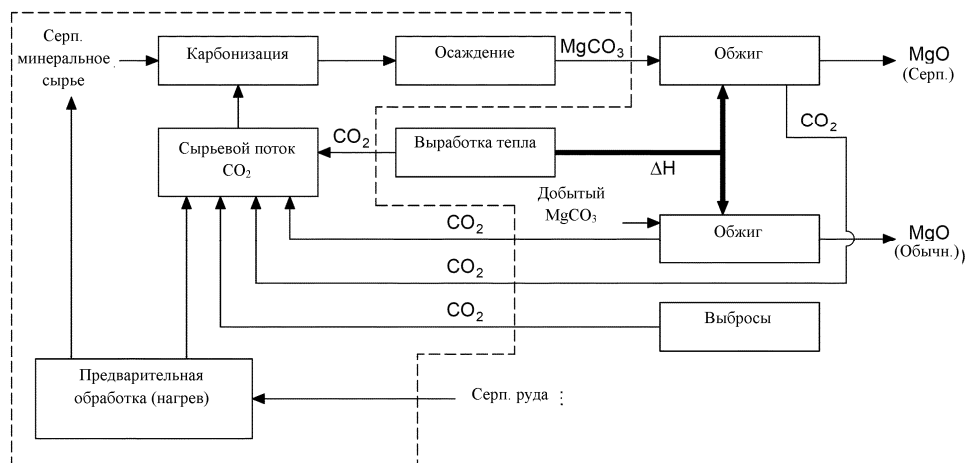 Серп.
минеральное
сырье
Карбонизация
Осаждение
MgCO3
Обжиг
MgO
(Серп.)
CO2
Сырьевой поток
CO2
CO2
Выработка тепла
ΔH
Добытый
MgCO3
CO2
Обжиг
MgO
(Обычн.))
CO2
CO2
Выбросы
Предварительная
обработка (нагрев)
Серп. руда :